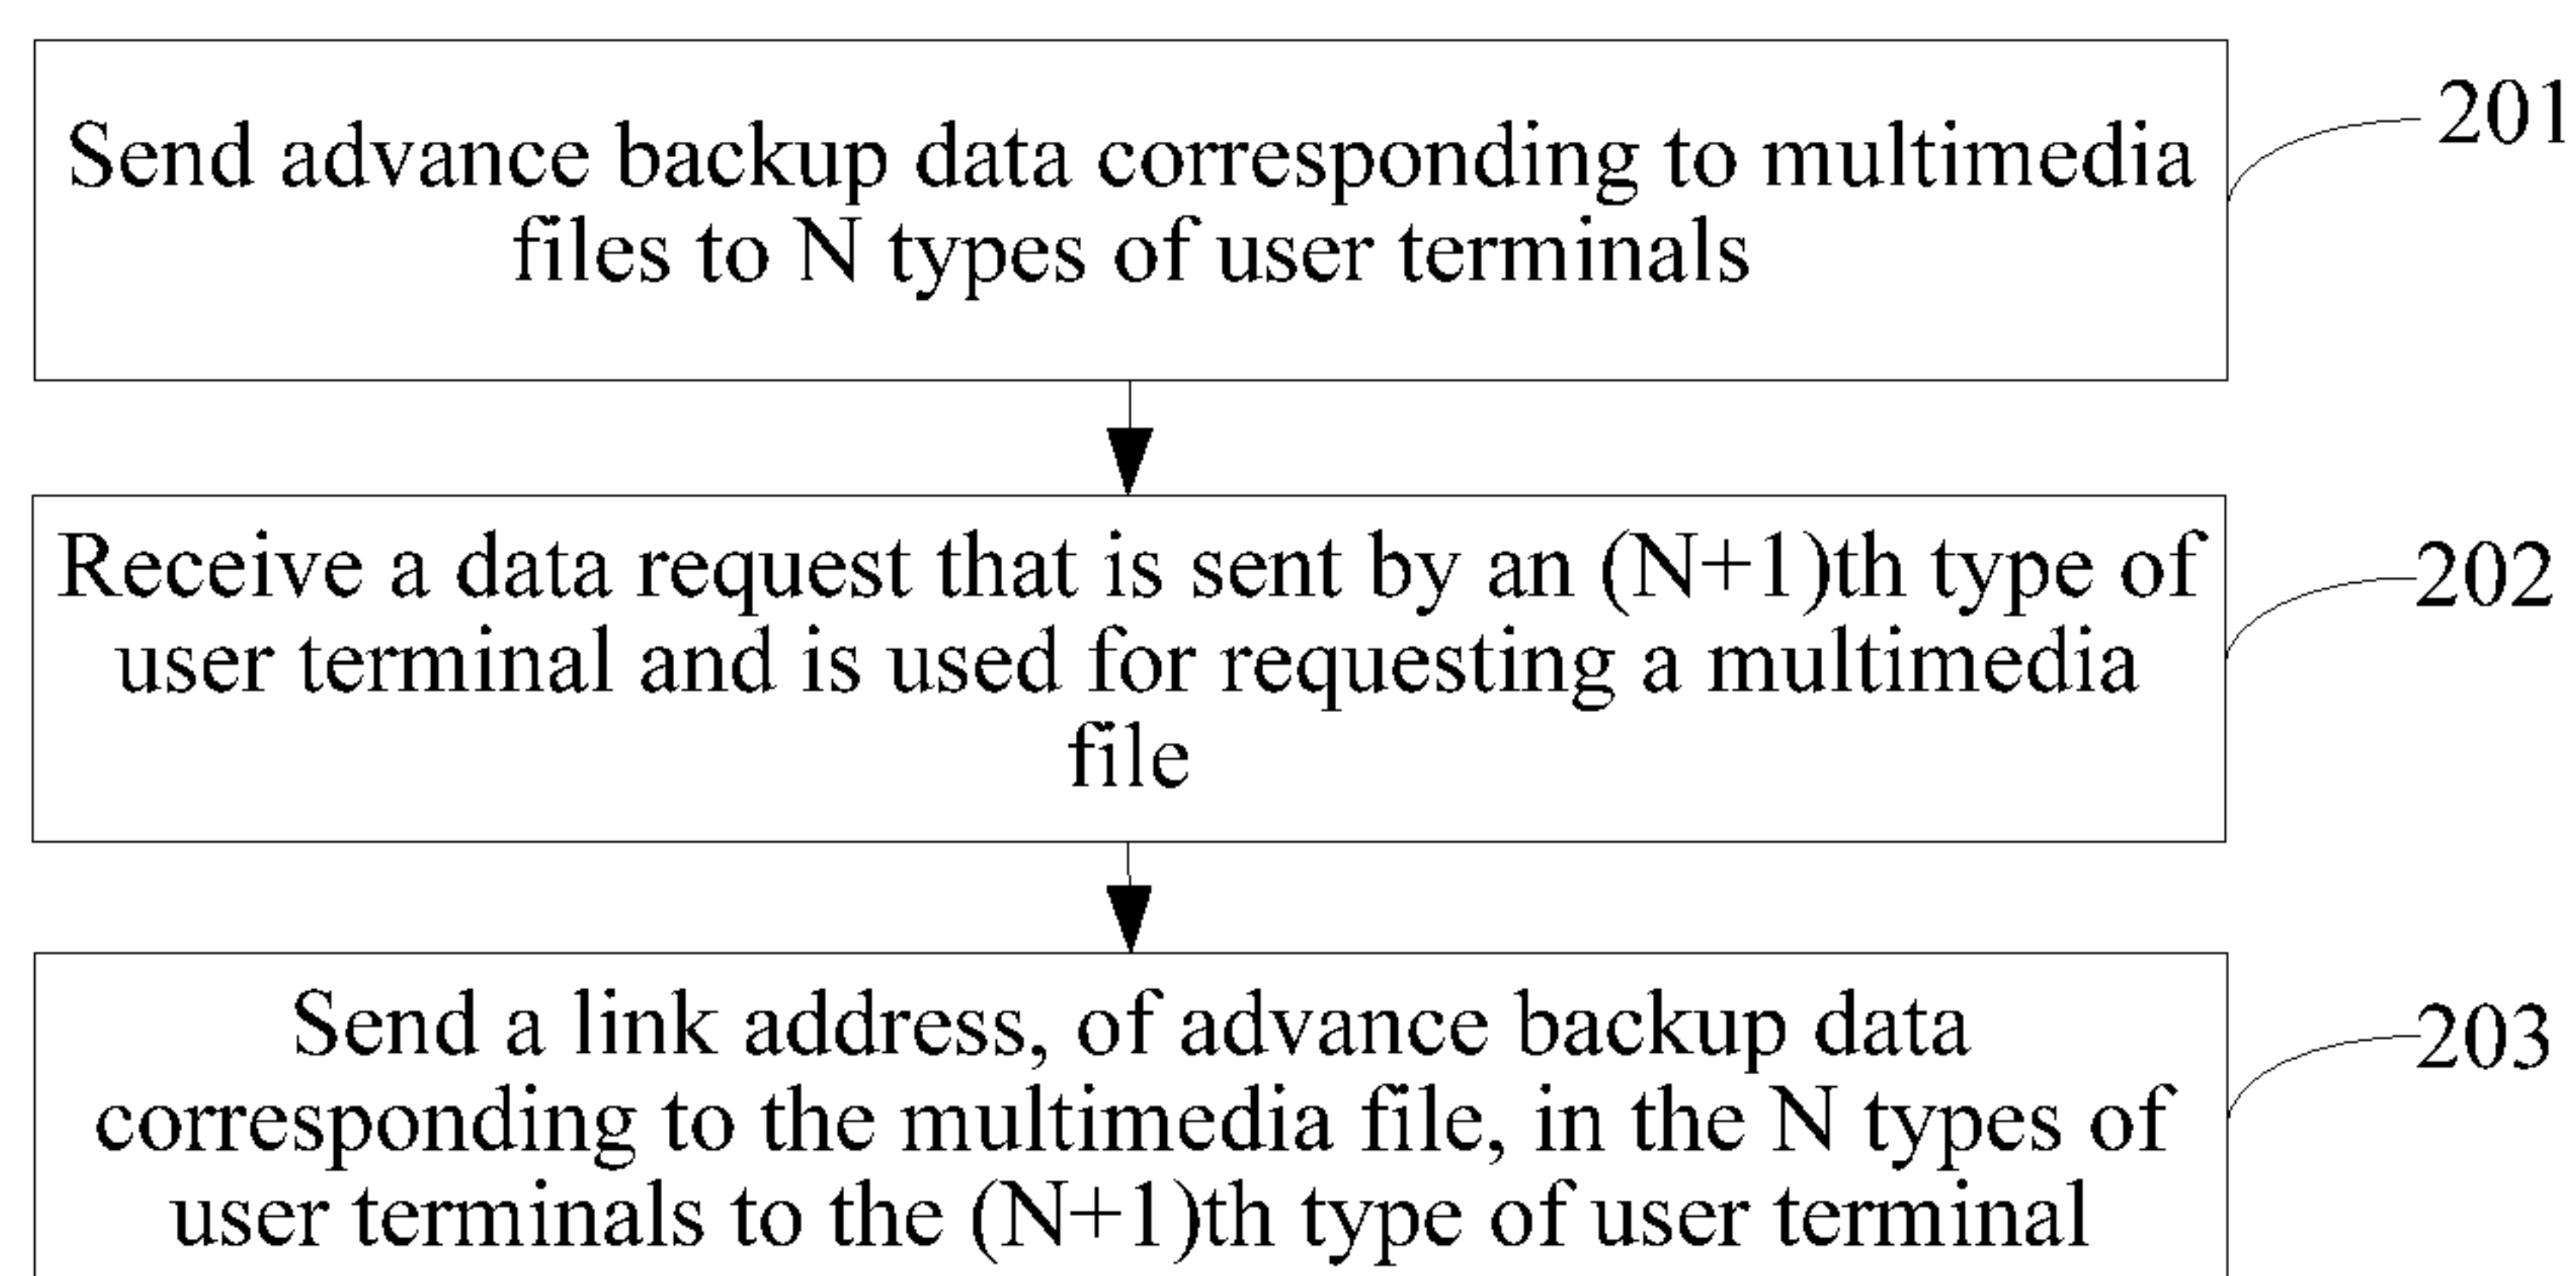 Send advance backup data corresponding to multimedia
files to N types of user terminals
201
Receive a data request that is sent by an (N+1)th type of
user terminal and is used for requesting a multimedia
file
202
Send a link address, of advance backup data
corresponding to the multimedia file, in the N types of
user terminals to the (N+1)th type of user terminal
203